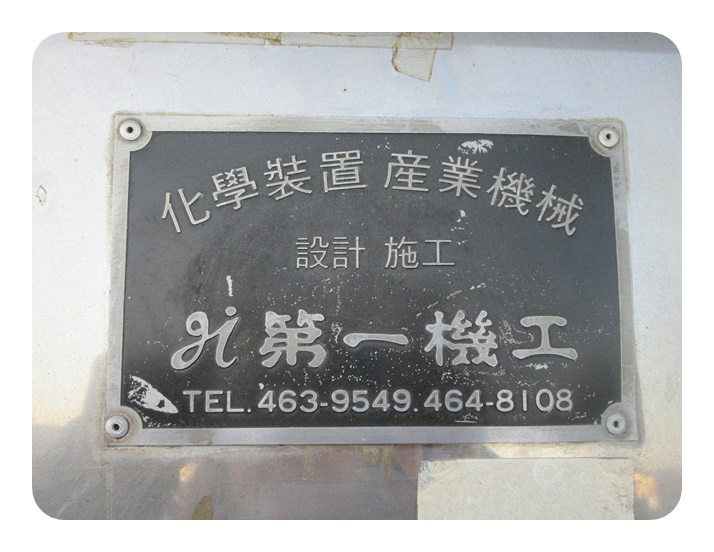 化學裝置 産業機械
設計 施工
第一機工
TEL. 463-9549. 464-8108